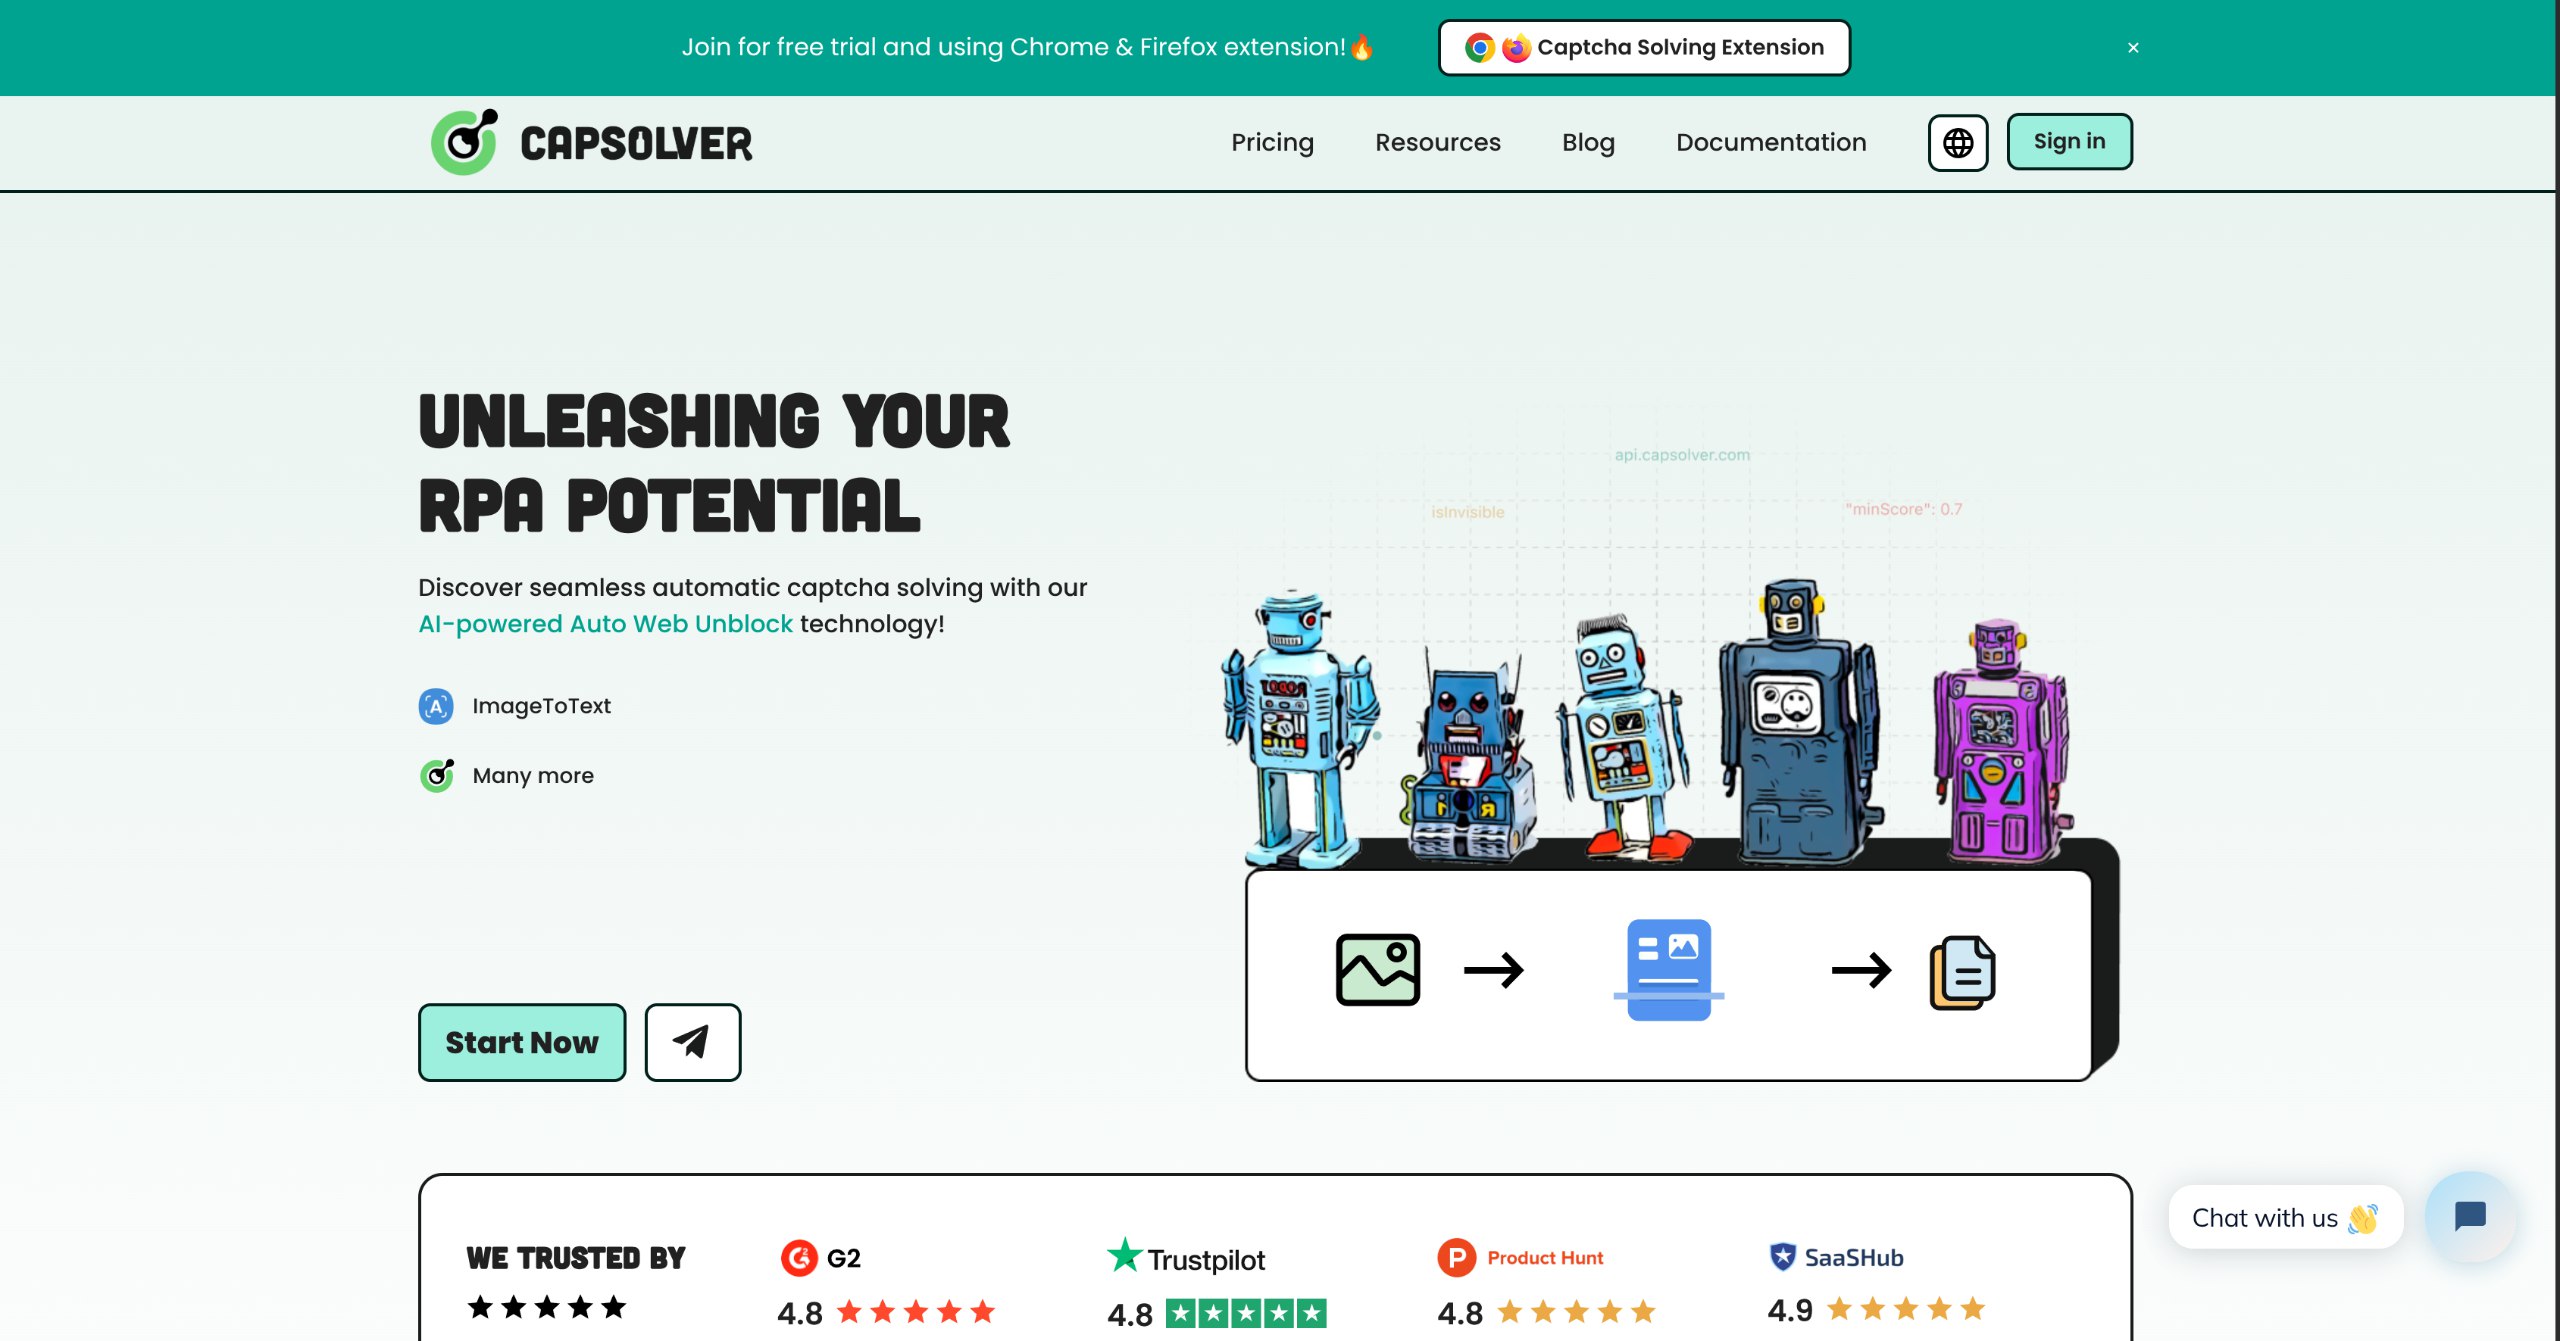 Join for free trial and using Chrome & Firefox extension!🔥
Captcha Solving Extension
×
CAPSOLVER
Pricing
Resources
Blog
Documentation
Sign in
UNLEASHING YOUR
RPA POTENTIAL
Discover seamless automatic captcha solving with our
AI-powered Auto Web Unblock technology!
ImageToText
Many more
Start Now
api.capsolver.com
isInvisible
"minScore": 0.7
WE TRUSTED BY
G2
4.8
Trustpilot
4.8
Product Hunt
4.8
SaaSHub
4.9
Chat with us 👋